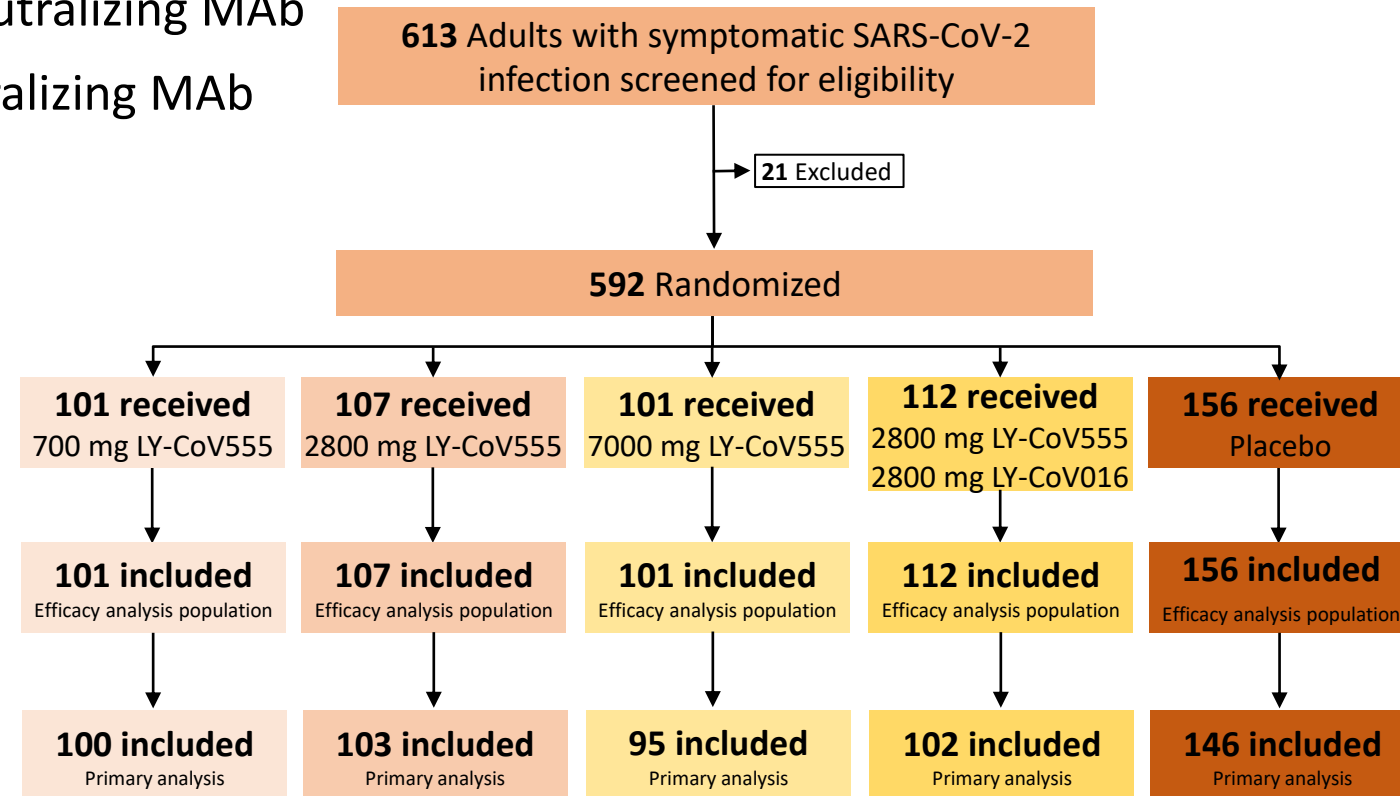 utralizing MAb
ralizing MAb
613 Adults with symptomatic SARS-CoV-2
infection screened for eligibility
21 Excluded
592 Randomized
101 received
700 mg LY-CoV555
107 received
2800 mg LY-CoV555
101 received
7000 mg LY-CoV555
112 received
2800 mg LY-CoV555
2800 mg LY-CoV016
156 received
Placebo
101 included
Efficacy analysis population
107 included
Efficacy analysis population
101 included
Efficacy analysis population
112 included
Efficacy analysis population
156 included
Efficacy analysis population
100 included
Primary analysis
103 included
Primary analysis
95 included
Primary analysis
102 included
Primary analysis
146 included
Primary analysis